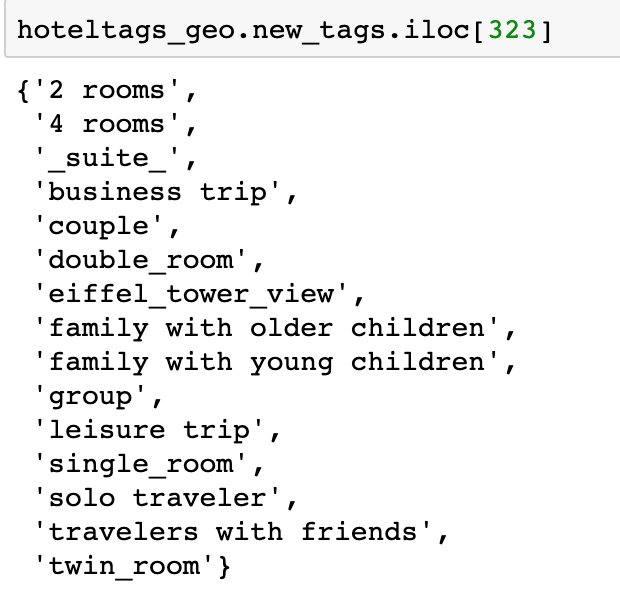 hoteltags_geo.new_tags.iloc[323]
{'2 rooms',
'4 rooms',
'_suite_',
'business trip',
'couple',
'double_room',
'eiffel_tower_view',
'family with older children',
'family with young children',
'group',
'leisure trip',
'single_room',
'solo traveler',
'travelers with friends',
'twin_room'}